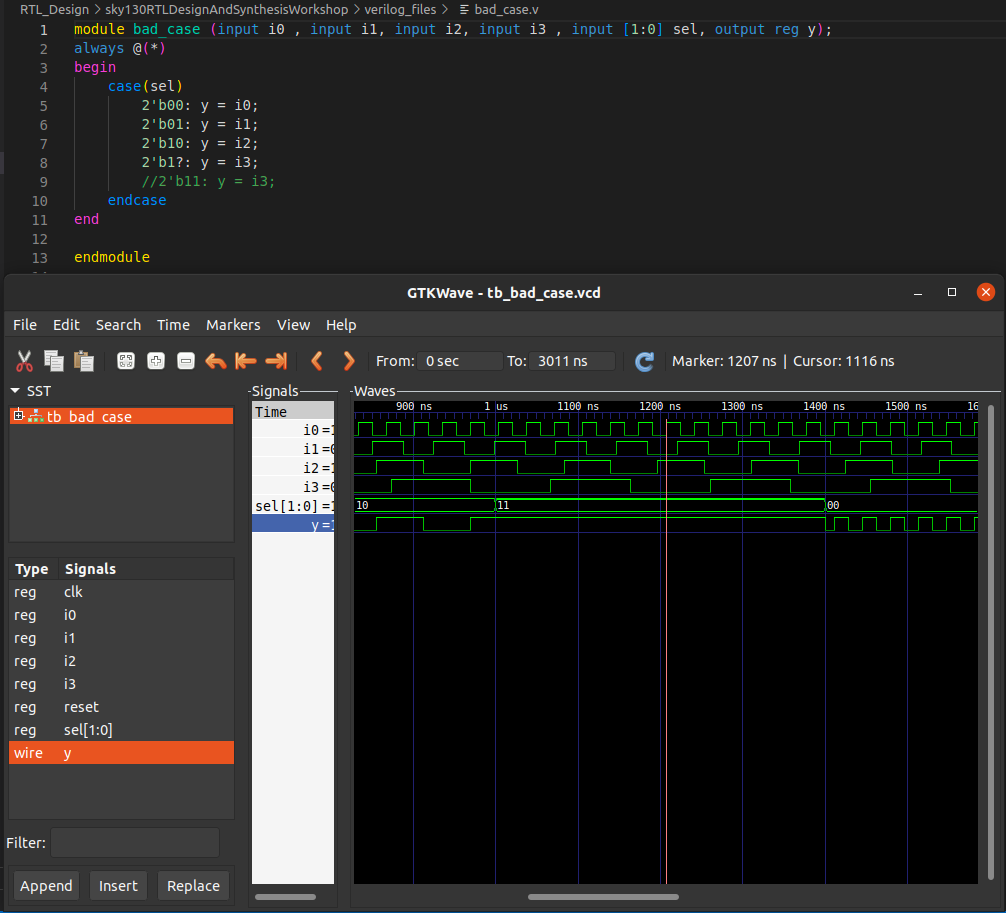 RTL_Design > sky130RTLDesignAndSynthesisWorkshop > verilog_files > bad_case.v
1 module bad_case (input i0 , input i1, input i2, input i3 , input [1:0] sel, output reg y);
2 always @(*)
3 begin
4 case(sel)
5 2'b00: y = i0;
6 2'b01: y = i1;
7 2'b10: y = i2;
8 2'b1?: y = i3;
9 //2'b11: y = i3;
10 endcase
11 end
12
13 endmodule
GTKWave - tb_bad_case.vcd
File Edit Search Time Markers View Help
From: 0 sec To: 3011 ns Marker: 1207 ns | Cursor: 1116 ns
SST
tb_bad_case
Type Signals
reg clk
reg i0
reg i1
reg i2
reg i3
reg reset
reg sel[1:0]
wire y
Filter:
Append Insert Replace
Signals
Time
i0 =1
i1 =0
i2 =1
i3 =0
sel[1:0] =1
y =1
Waves
900 ns 1 us 1100 ns 1200 ns 1300 ns 1400 ns 1500 ns 16
10 11 00